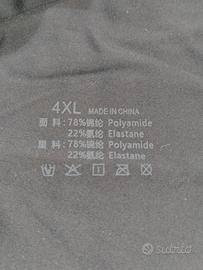 4XL MADE IN CHINA
面 料：78%锦纶 Polyamide
22%氨纶 Elastane
里 料：78%锦纶 Polyamide
22%氨纶 Elastane
subito